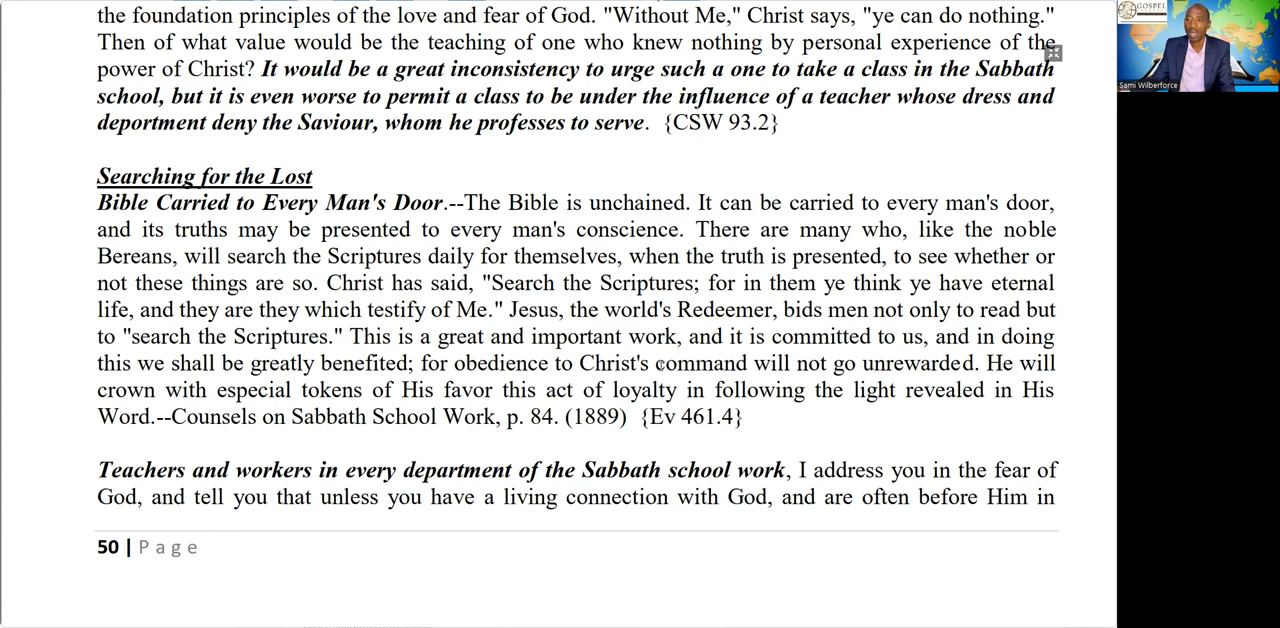 the foundation principles of the love and fear of God. "Without Me," Christ says, "ye can do nothing."
Then of what value would be the teaching of one who knew nothing by personal experience of the
power of Christ? It would be a great inconsistency to urge such a one to take a class in the Sabbath
school, but it is even worse to permit a class to be under the influence of a teacher whose dress and
deportment deny the Saviour, whom he professes to serve. {CSW 93.2}
Searching for the Lost
Bible Carried to Every Man's Door.--The Bible is unchained. It can be carried to every man's door,
and its truths may be presented to every man's conscience. There are many who, like the noble
Bereans, will search the Scriptures daily for themselves, when the truth is presented, to see whether or
not these things are so. Christ has said, "Search the Scriptures; for in them ye think ye have eternal
life, and they are they which testify of Me." Jesus, the world's Redeemer, bids men not only to read but
to "search the Scriptures." This is a great and important work, and it is committed to us, and in doing
this we shall be greatly benefited; for obedience to Christ's command will not go unrewarded. He will
crown with especial tokens of His favor this act of loyalty in following the light revealed in His
Word.--Counsels on Sabbath School Work, p. 84. (1889) {Ev 461.4}
Teachers and workers in every department of the Sabbath school work, I address you in the fear of
God, and tell you that unless you have a living connection with God, and are often before Him in
50 | Page
GOSPEL
Sami Wilberforce